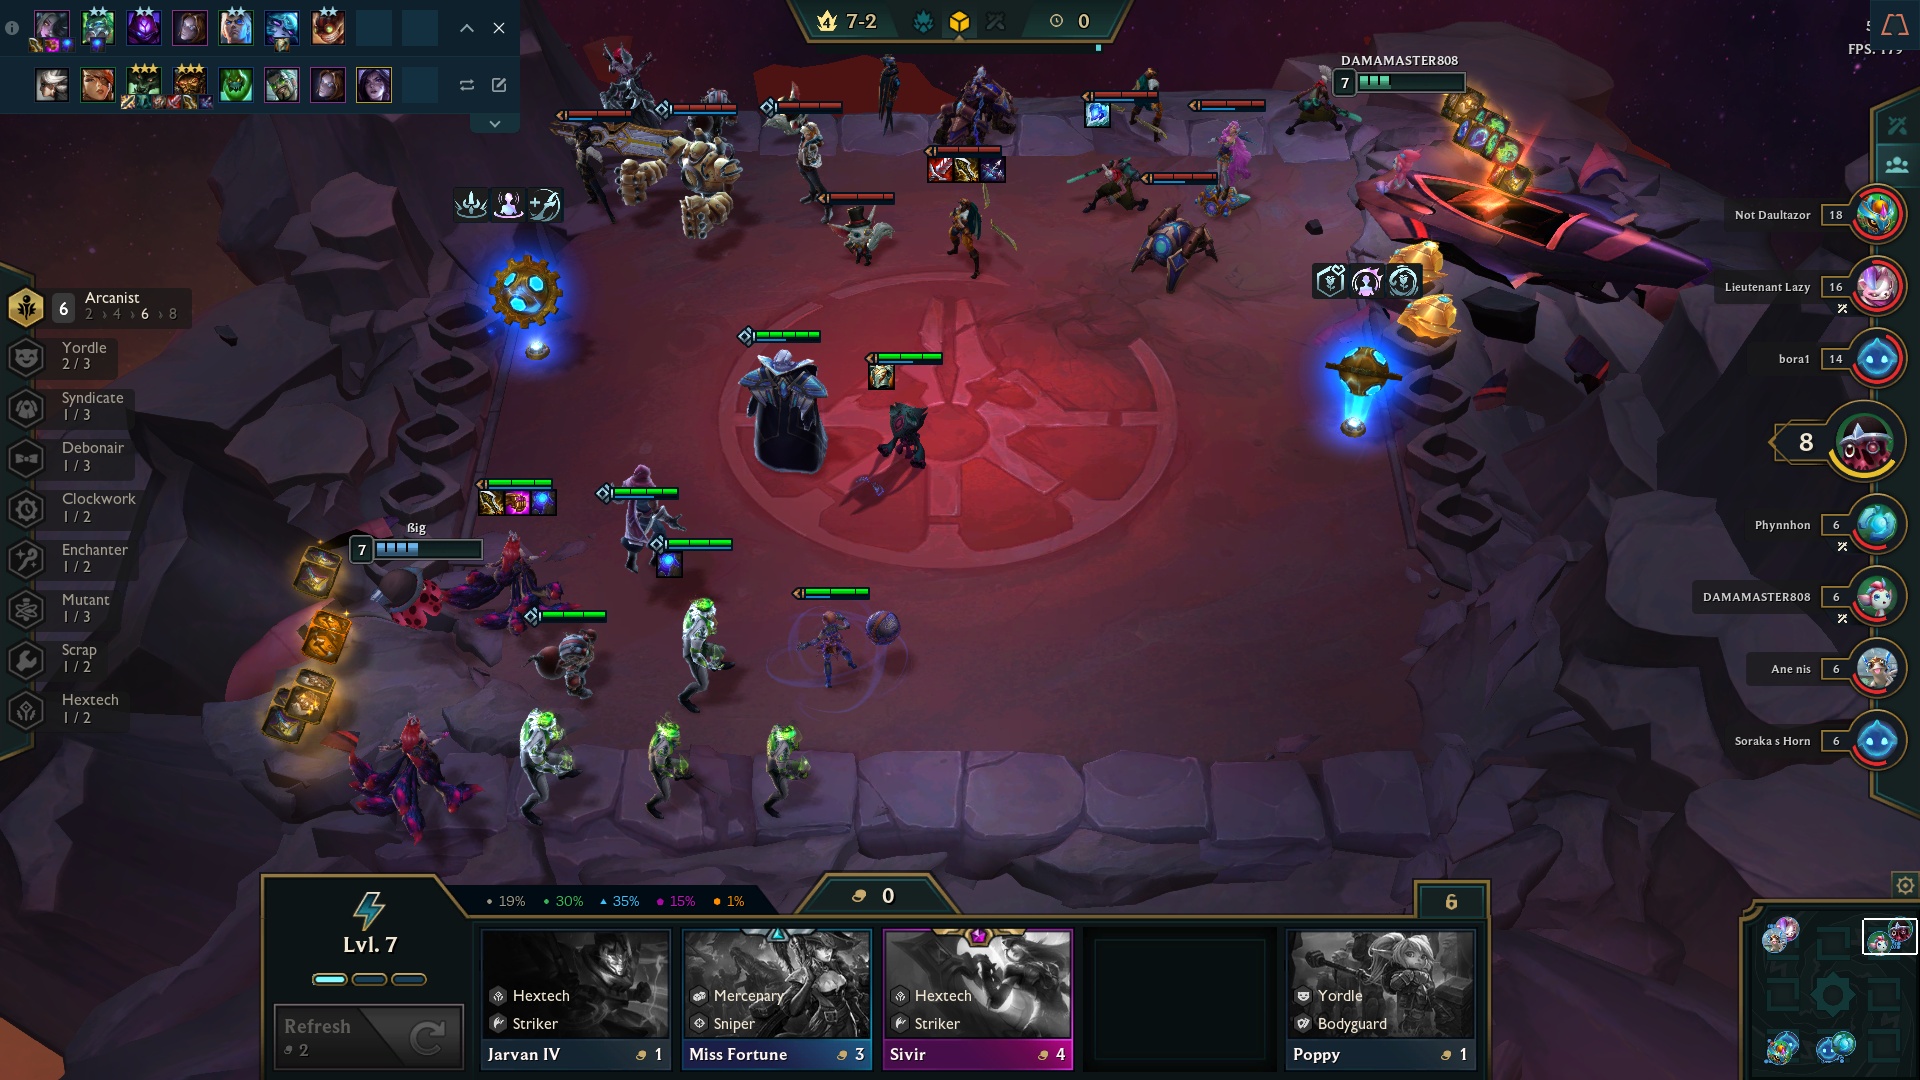 4
7-2
0
5
FPS: 179
DAMAMASTER808
7
Not Daultazor
18
Lieutenant Lazy
16
bora1
14
8
Phynnhon
6
DAMAMASTER808
6
Ane nis
6
Soraka s Horn
6
6
Arcanist
2 › 4 › 6 › 8
Yordle
2 / 3
Syndicate
1 / 3
Debonair
1 / 3
Clockwork
1 / 2
Enchanter
1 / 2
Mutant
1 / 3
Scrap
1 / 2
Hextech
1 / 2
ßig
7
19%
30%
35%
15%
1%
0
6
Lvl. 7
Refresh
2
Hextech
Striker
Jarvan IV
1
Mercenary
Sniper
Miss Fortune
3
Hextech
Striker
Sivir
4
Yordle
Bodyguard
Poppy
1